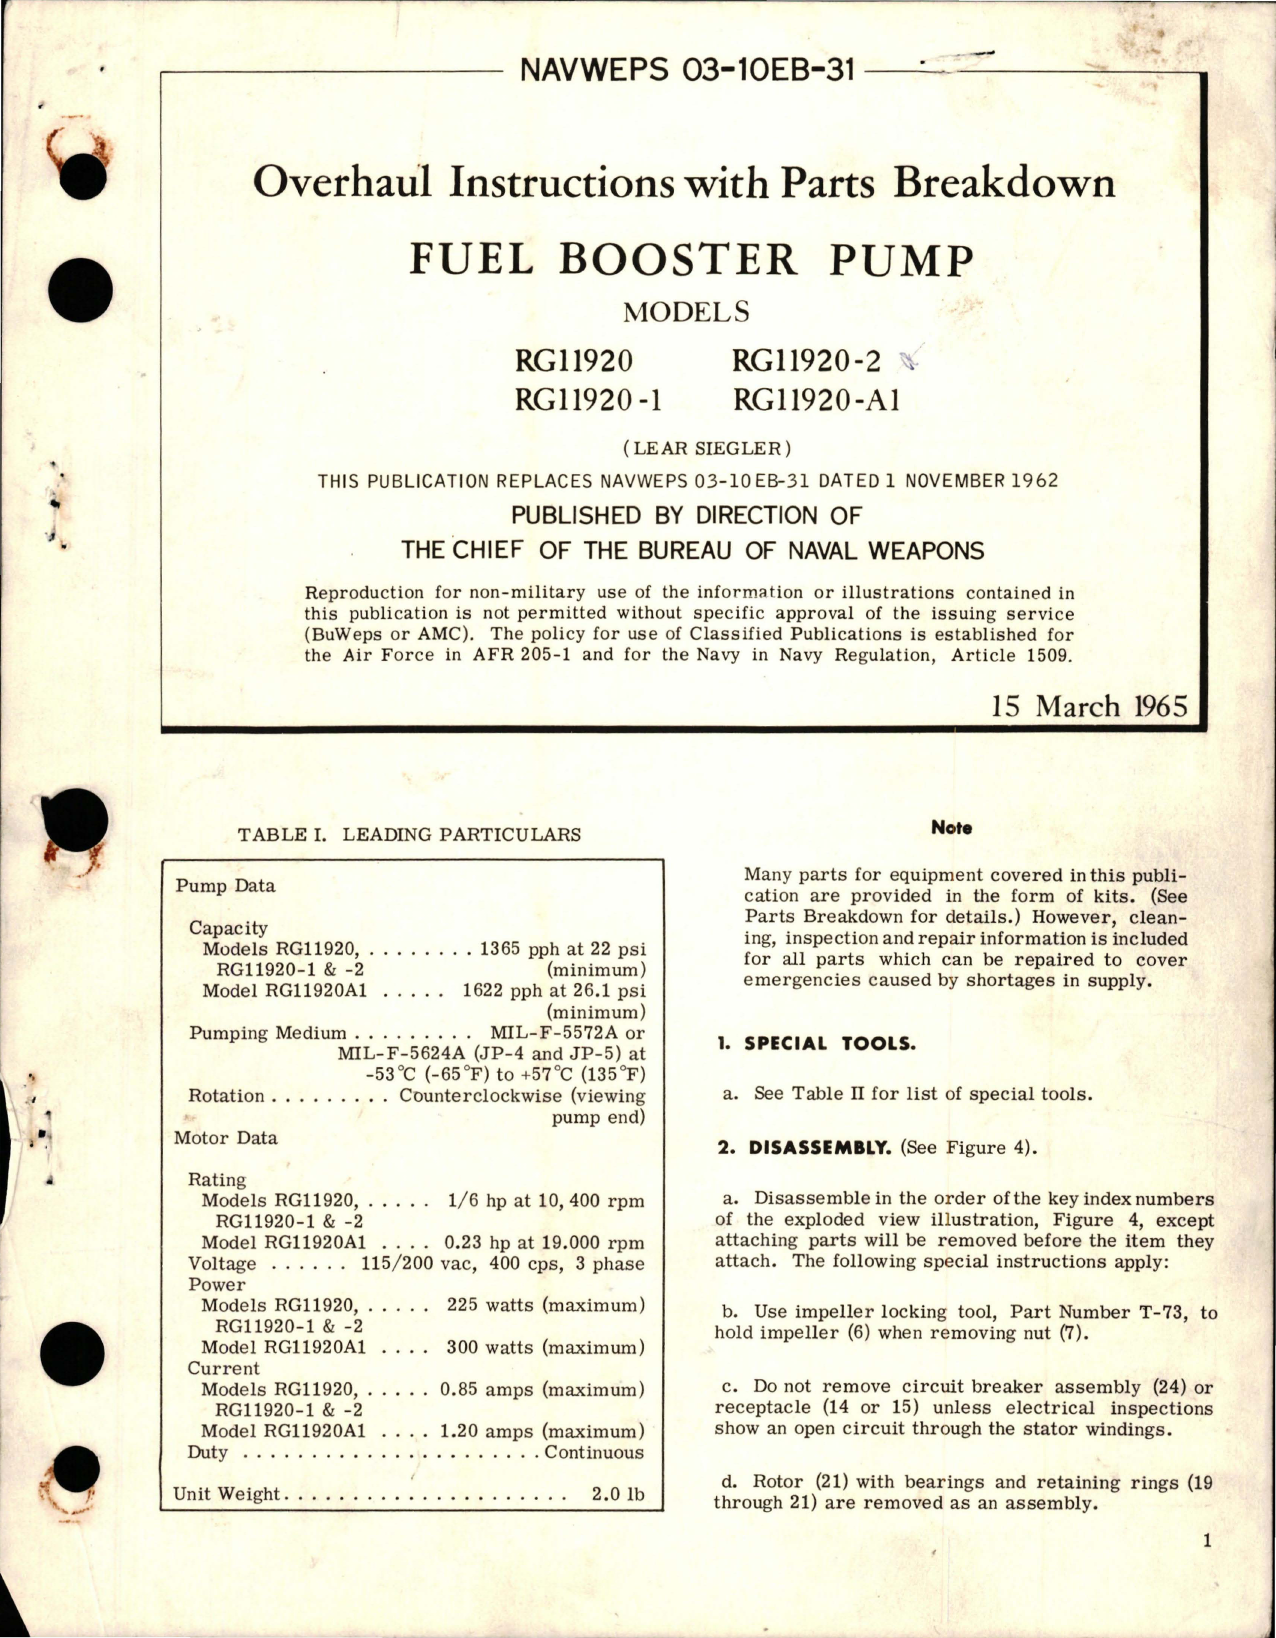 NAVWEPS 03-10EB-31
Overhaul Instructions with Parts Breakdown
FUEL BOOSTER PUMP
MODELS
RG11920 RG11920-2
RG11920-1 RG11920-A1
(LEAR SIEGLER)
THIS PUBLICATION REPLACES NAVWEPS 03-10EB-31 DATED 1 NOVEMBER 1962
PUBLISHED BY DIRECTION OF
THE CHIEF OF THE BUREAU OF NAVAL WEAPONS
Reproduction for non-military use of the information or illustrations contained in
this publication is not permitted without specific approval of the issuing service
(BuWeps or AMC). The policy for use of Classified Publications is established for
the Air Force in AFR 205-1 and for the Navy in Navy Regulation, Article 1509.
15 March 1965
TABLE I. LEADING PARTICULARS
Pump Data
Capacity
Models RG11920, . . . . . . . . 1365 pph at 22 psi
RG11920-1 & -2 (minimum)
Model RG11920A1 . . . . . 1622 pph at 26.1 psi
(minimum)
Pumping Medium . . . . . . . . . MIL-F-5572A or
MIL-F-5624A (JP-4 and JP-5) at
-53°C (-65°F) to +57°C (135°F)
Rotation . . . . . . . . . Counterclockwise (viewing
pump end)
Motor Data
Rating
Models RG11920, . . . . . 1/6 hp at 10,400 rpm
RG11920-1 & -2
Model RG11920A1 . . . . 0.23 hp at 19.000 rpm
Voltage . . . . . . 115/200 vac, 400 cps, 3 phase
Power
Models RG11920, . . . . . 225 watts (maximum)
RG11920-1 & -2
Model RG11920A1 . . . . 300 watts (maximum)
Current
Models RG11920, . . . . . 0.85 amps (maximum)
RG11920-1 & -2
Model RG11920A1 . . . . 1.20 amps (maximum)
Duty . . . . . . . . . . . . . . . . . . . . . . Continuous
Unit Weight. . . . . . . . . . . . . . . . . . . . . 2.0 lb
Note
Many parts for equipment covered in this publi-
cation are provided in the form of kits. (See
Parts Breakdown for details.) However, clean-
ing, inspection and repair information is included
for all parts which can be repaired to cover
emergencies caused by shortages in supply.
1. SPECIAL TOOLS.
a. See Table II for list of special tools.
2. DISASSEMBLY. (See Figure 4).
a. Disassemble in the order of the key index numbers
of the exploded view illustration, Figure 4, except
attaching parts will be removed before the item they
attach. The following special instructions apply:
b. Use impeller locking tool, Part Number T-73, to
hold impeller (6) when removing nut (7).
c. Do not remove circuit breaker assembly (24) or
receptacle (14 or 15) unless electrical inspections
show an open circuit through the stator windings.
d. Rotor (21) with bearings and retaining rings (19
through 21) are removed as an assembly.
1